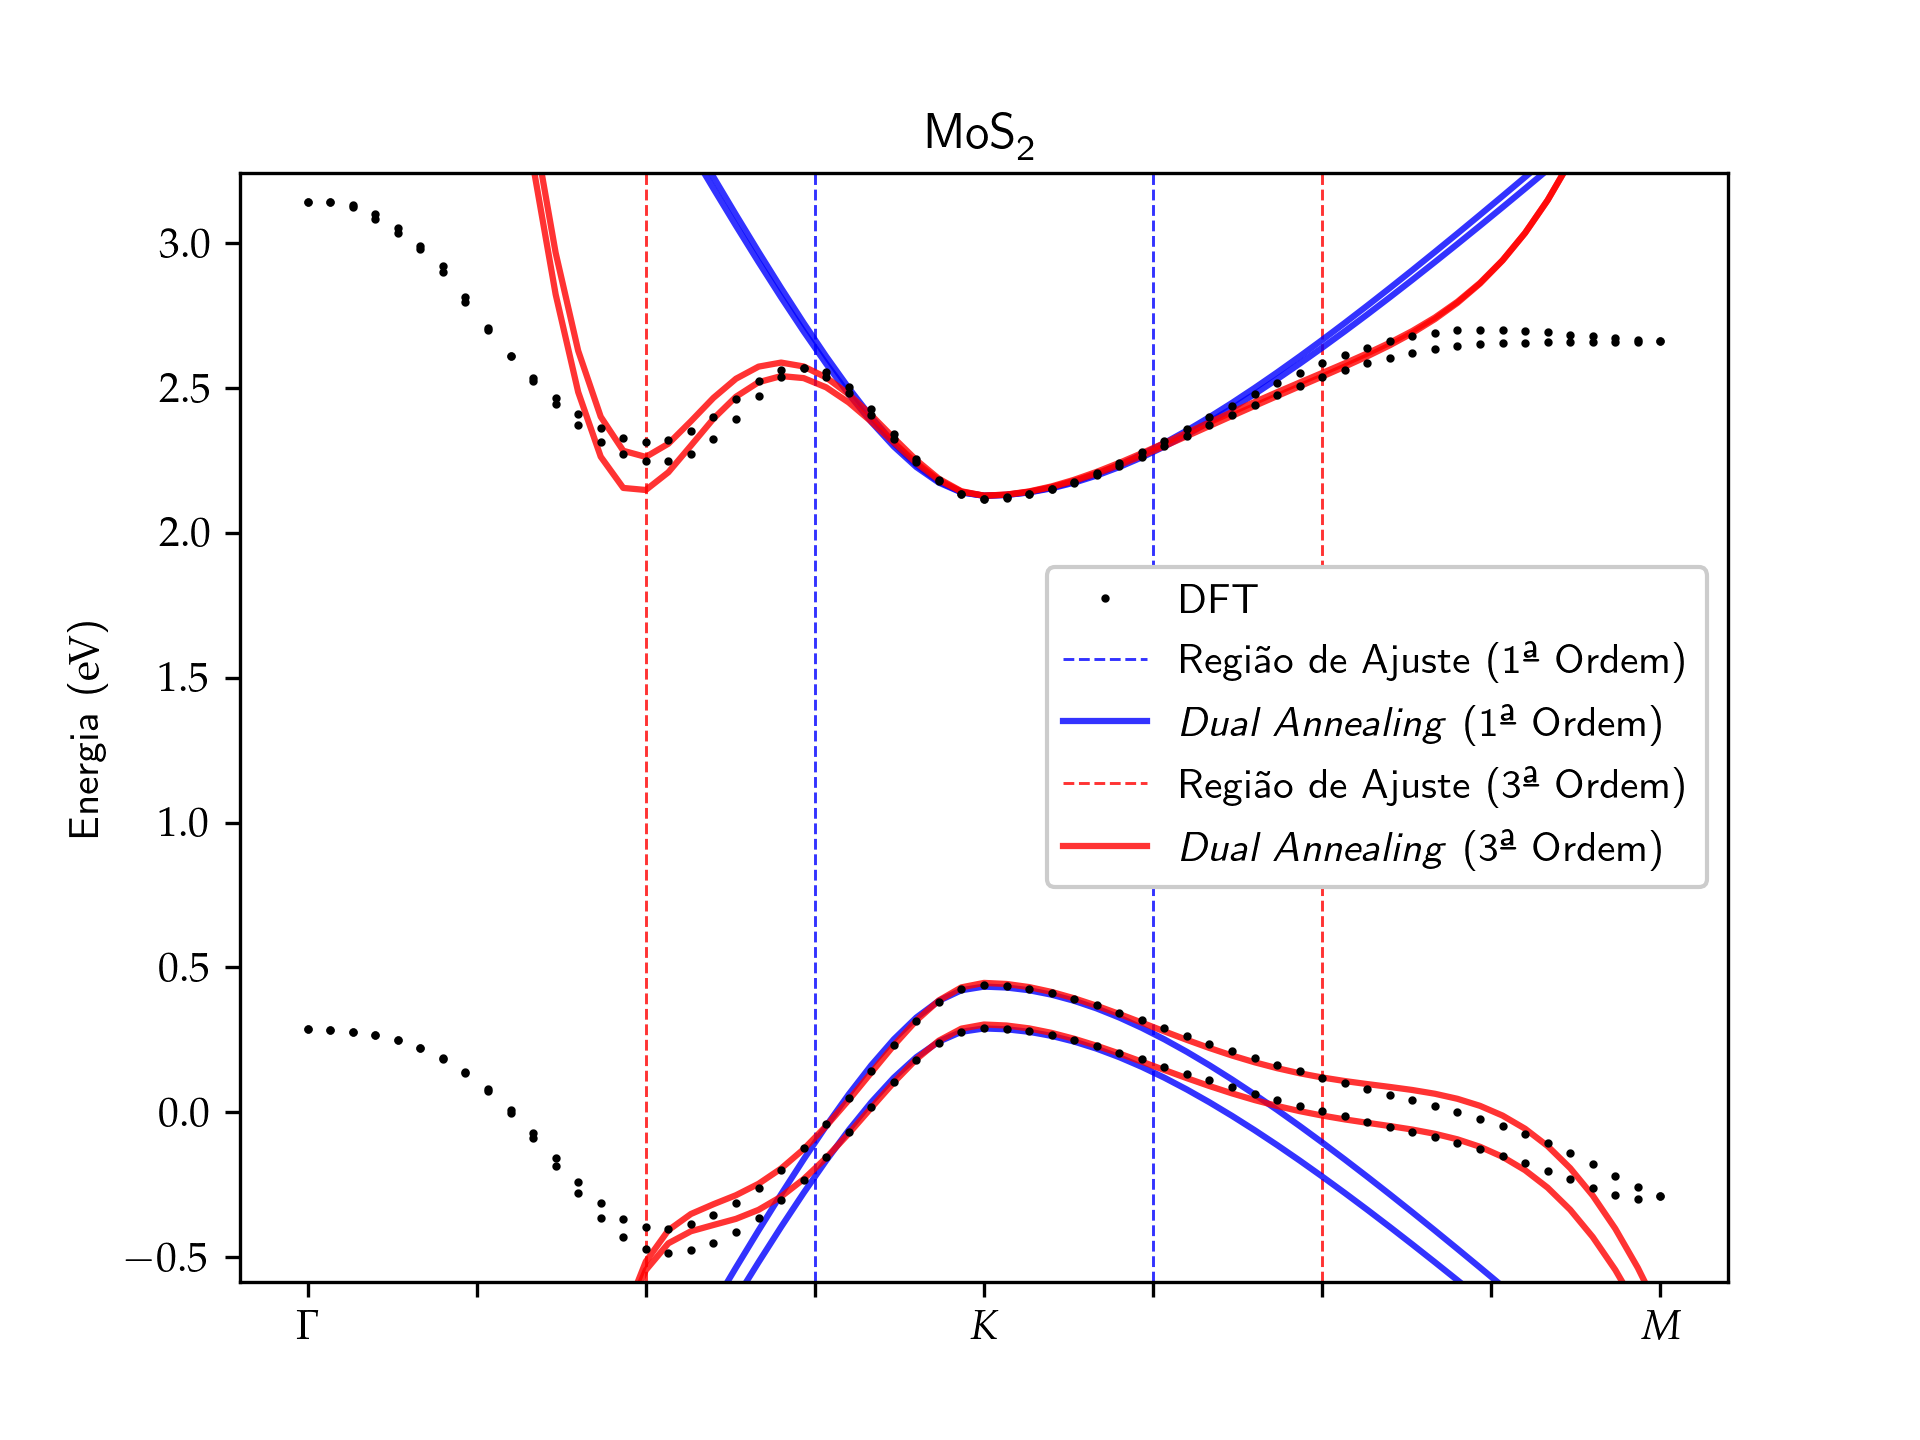 MoS₂
3.0
2.5
2.0
1.5
1.0
0.5
0.0
−0.5
Energia (eV)
DFT
Região de Ajuste (1ª Ordem)
Dual Annealing (1ª Ordem)
Região de Ajuste (3ª Ordem)
Dual Annealing (3ª Ordem)
Γ K M